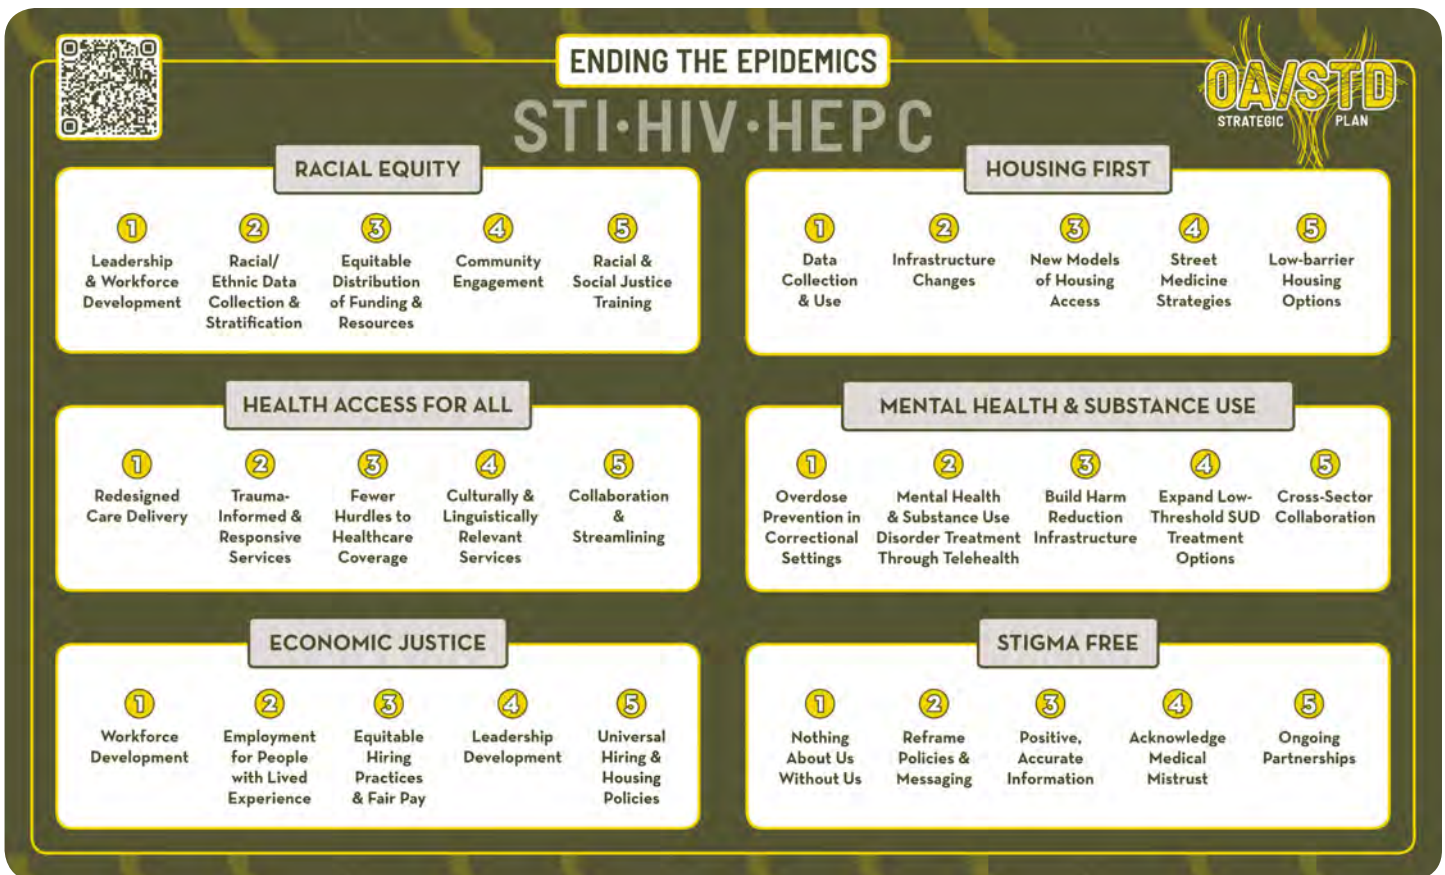 ENDING THE EPIDEMICS
OA/STD
STRATEGIC PLAN
STI·HIV·HEP C
RACIAL EQUITY
1
Leadership
& Workforce
Development
2
Racial/
Ethnic Data
Collection &
Stratification
3
Equitable
Distribution
of Funding &
Resources
4
Community
Engagement
5
Racial &
Social Justice
Training
HOUSING FIRST
1
Data
Collection
& Use
2
Infrastructure
Changes
3
New Models
of Housing
Access
4
Street
Medicine
Strategies
5
Low-barrier
Housing
Options
HEALTH ACCESS FOR ALL
1
Redesigned
Care Delivery
2
Trauma-
Informed &
Responsive
Services
3
Fewer
Hurdles to
Healthcare
Coverage
4
Culturally &
Linguistically
Relevant
Services
5
Collaboration
&
Streamlining
MENTAL HEALTH & SUBSTANCE USE
1
Overdose
Prevention in
Correctional
Settings
2
Mental Health
& Substance Use
Disorder Treatment
Through Telehealth
3
Build Harm
Reduction
Infrastructure
4
Expand Low-
Threshold SUD
Treatment
Options
5
Cross-Sector
Collaboration
ECONOMIC JUSTICE
1
Workforce
Development
2
Employment
for People
with Lived
Experience
3
Equitable
Hiring
Practices
& Fair Pay
4
Leadership
Development
5
Universal
Hiring &
Housing
Policies
STIGMA FREE
1
Nothing
About Us
Without Us
2
Reframe
Policies &
Messaging
3
Positive,
Accurate
Information
4
Acknowledge
Medical
Mistrust
5
Ongoing
Partnerships